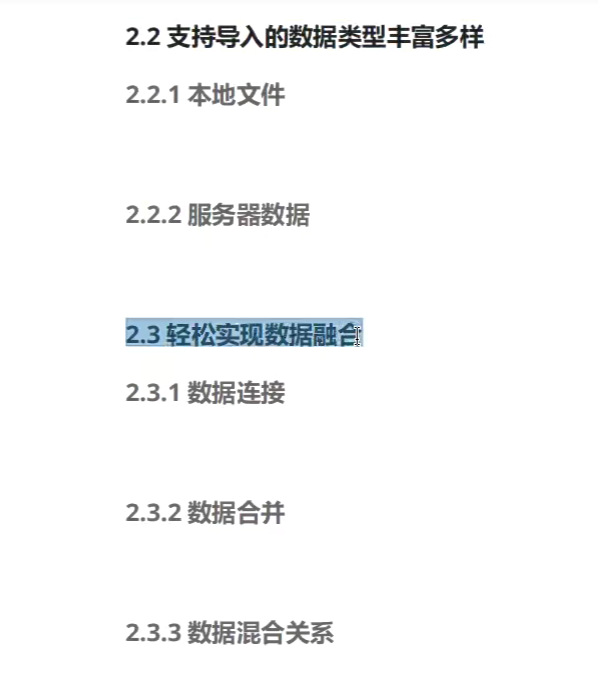 2.2 支持导入的数据类型丰富多样
2.2.1 本地文件
2.2.2 服务器数据
2.3 轻松实现数据融合
2.3.1 数据连接
2.3.2 数据合并
2.3.3 数据混合关系